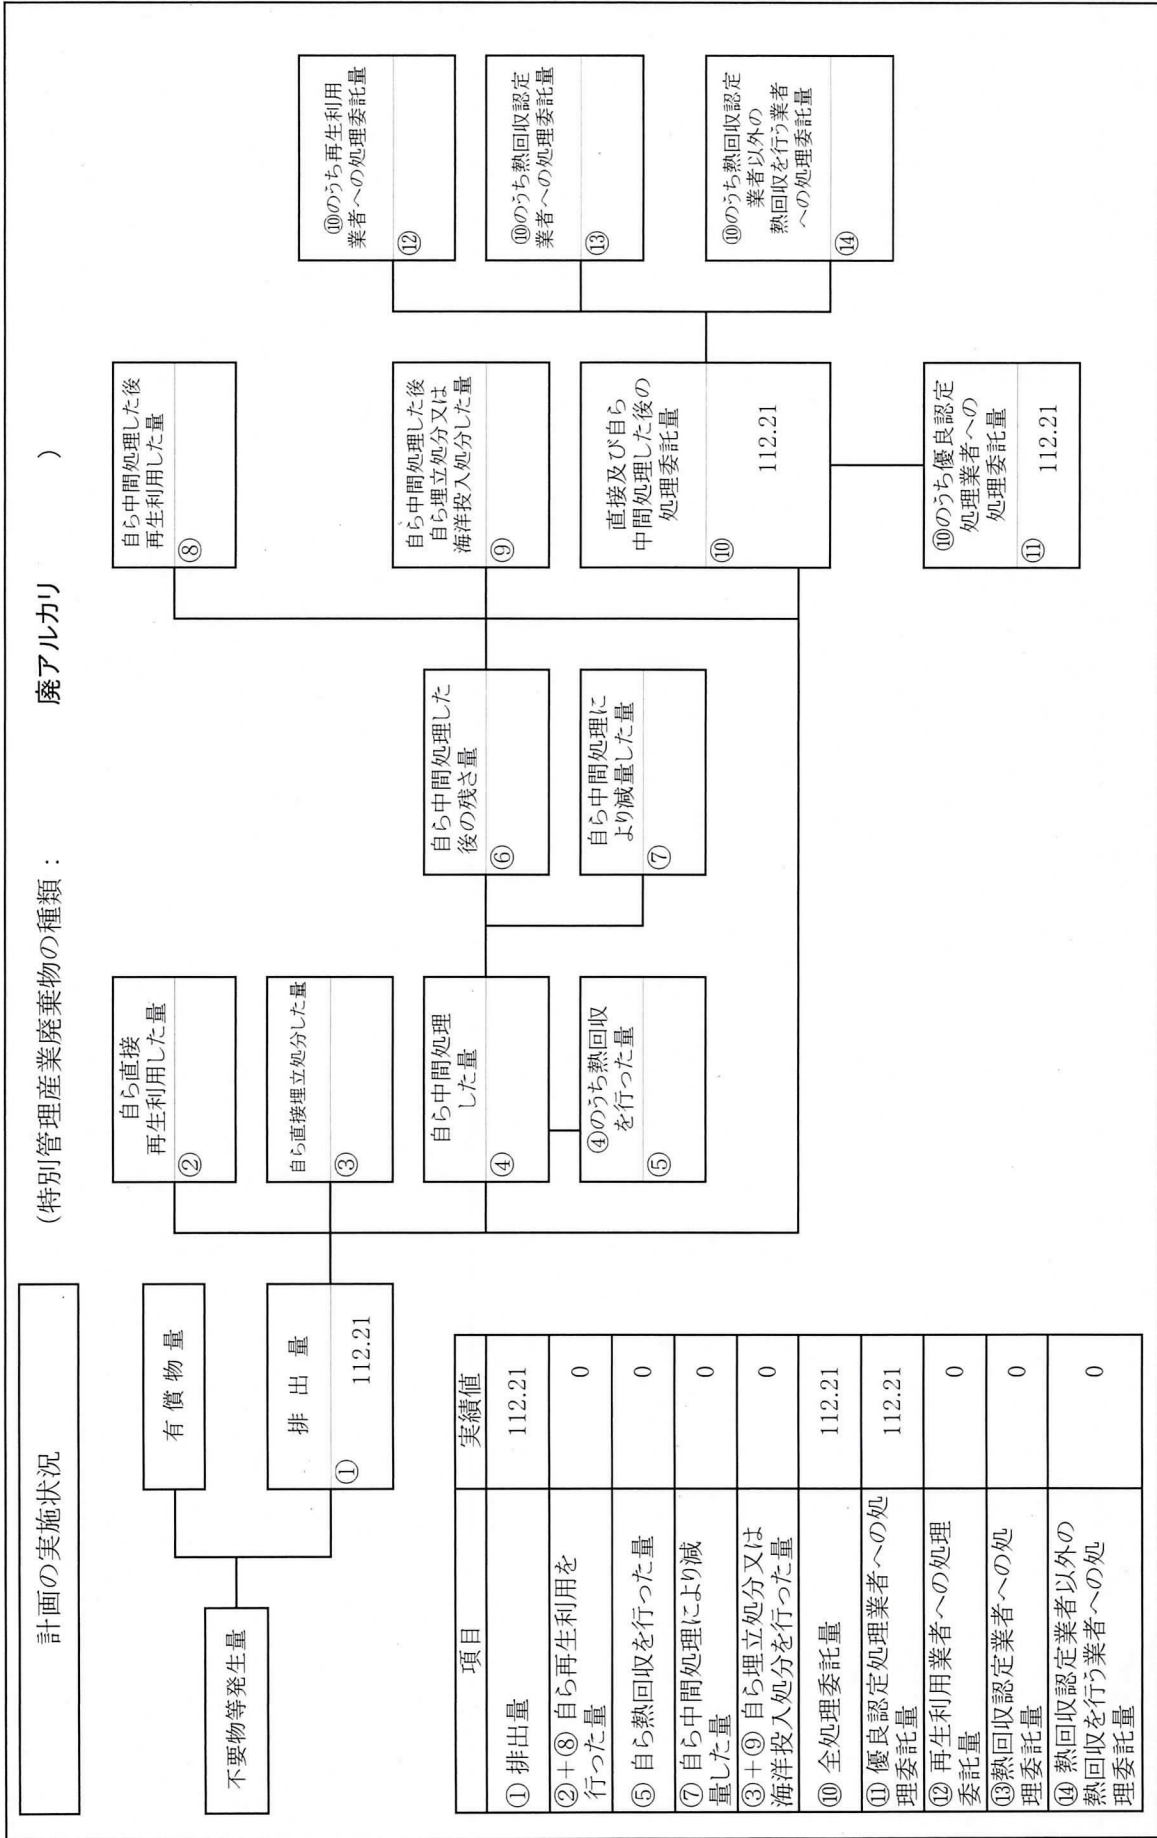 計画の実施状況
(特別管理産業廃棄物の種類： 廃アルカリ )
不要物等発生量
有償物量
排出量
①
112.21
自ら直接
再生利用した量
②
自ら直接埋立処分した量
③
自ら中間処理
した量
④
④のうち熱回収
を行った量
⑤
自ら中間処理した
後の残さ量
⑥
自ら中間処理に
より減量した量
⑦
自ら中間処理した後
再生利用した量
⑧
自ら中間処理した後
自ら埋立処分又は
海洋投入処分した量
⑨
直接及び自ら
中間処理した後の
処理委託量
⑩
112.21
⑩のうち優良認定
処理業者への
処理委託量
⑪
112.21
⑩のうち再生利用
業者への処理委託量
⑫
⑩のうち熱回収認定
業者への処理委託量
⑬
⑩のうち熱回収認定
業者以外の
熱回収を行う業者
への処理委託量
⑭
項目 実績値
① 排出量 112.21
②＋⑧ 自ら再生利用を
行った量 0
⑤ 自ら熱回収を行った量 0
⑦ 自ら中間処理により減
量した量 0
③＋⑨ 自ら埋立処分又は
海洋投入処分を行った量 0
⑩ 全処理委託量 112.21
⑪ 優良認定処理業者への処
理委託量 112.21
⑫ 再生利用業者への処理
委託量 0
⑬熱回収認定業者への処
理委託量 0
⑭ 熱回収認定業者以外の
熱回収を行う業者への処
理委託量 0